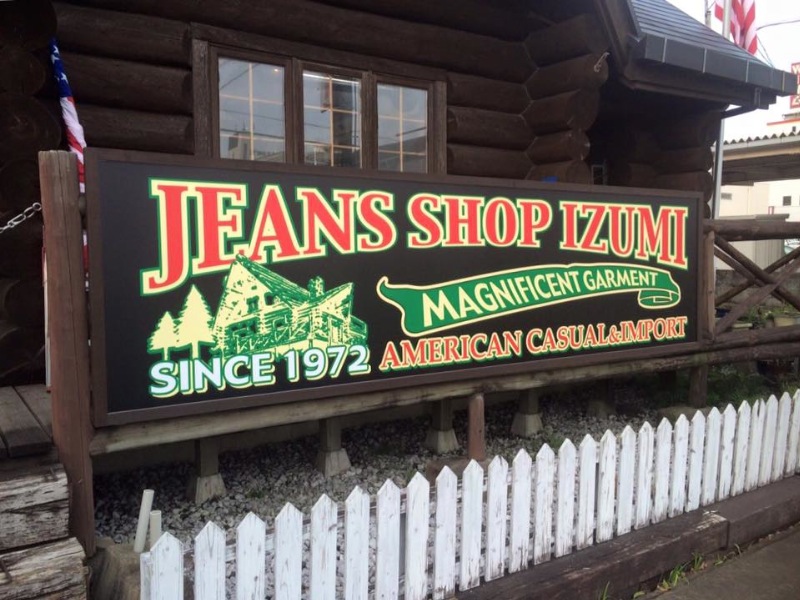 JEANS SHOP IZUMI
MAGNIFICENT GARMENT
SINCE 1972
AMERICAN CASUAL&IMPORT